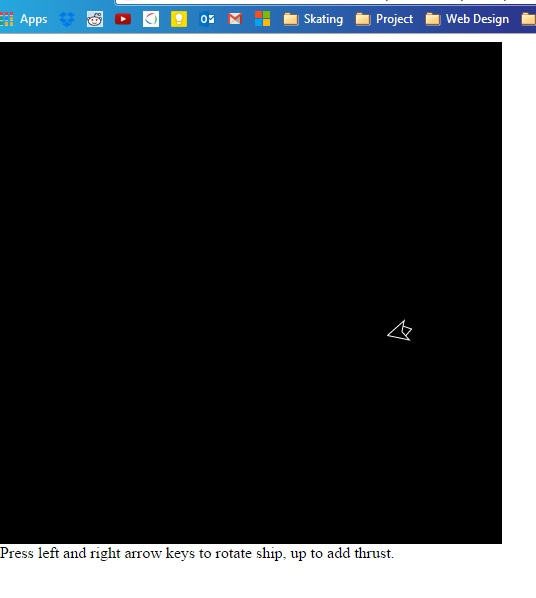 Apps Skating Project Web Design
Press left and right arrow keys to rotate ship, up to add thrust.